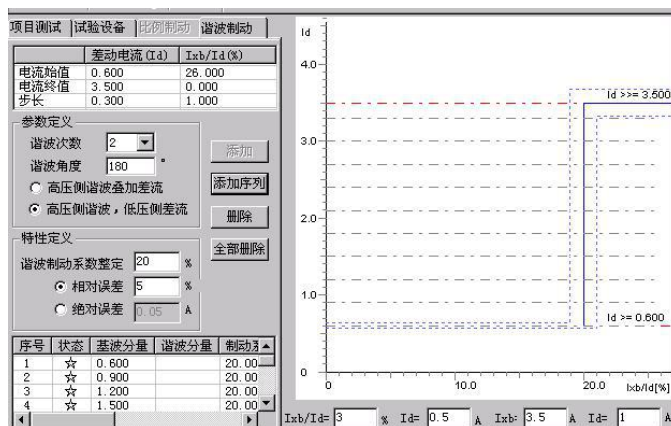 项目测试 试验设备 比例制动 谐波制动
差动电流(Id) Ixb/Id(%)
电流始值 0.600 26.000
电流终值 3.500 0.000
步长 0.300 1.000
参数定义
谐波次数 2
谐波角度 180 °
高压侧谐波叠加差流
高压侧谐波，低压侧差流
添加
添加序列
删除
全部删除
特性定义
谐波制动系数整定 20 %
相对误差 5 %
绝对误差 0.05 A
序号 状态 基波分量 谐波分量 制动系
1 ☆ 0.600 20.00
2 ☆ 0.900 20.00
3 ☆ 1.200 20.00
4 ☆ 1.500 20.00
Id
4.0
3.0
2.0
1.0
0
Id >>= 3.500
Id >= 0.600
0 10.0 20.0 Ixb/Id[%]
Ixb/Id= 3 % Id= 0.5 A Ixb: 3.5 A Id= 1 A